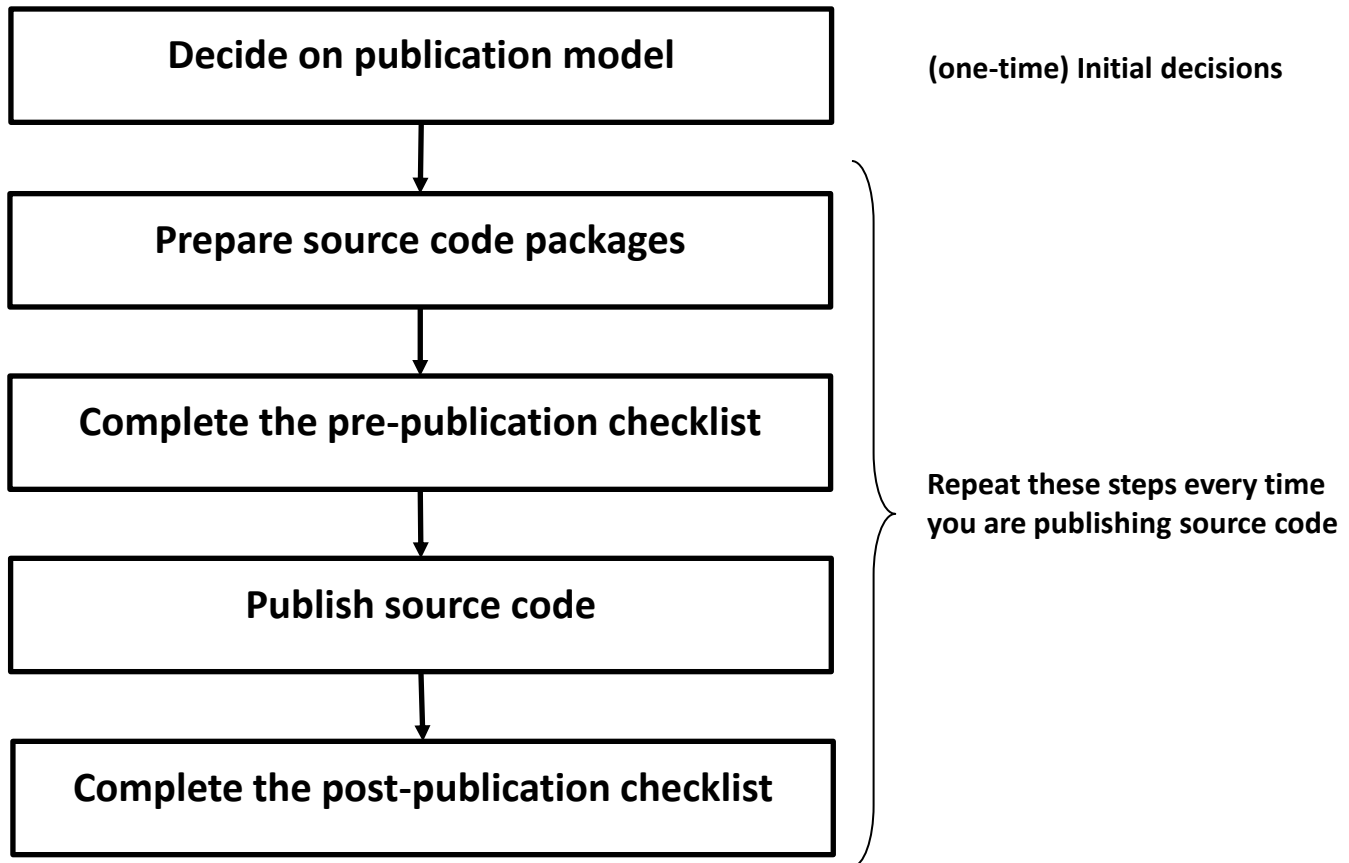 Decide on publication model
(one-time) Initial decisions
Prepare source code packages
Complete the pre-publication checklist
Repeat these steps every time
you are publishing source code
Publish source code
Complete the post-publication checklist